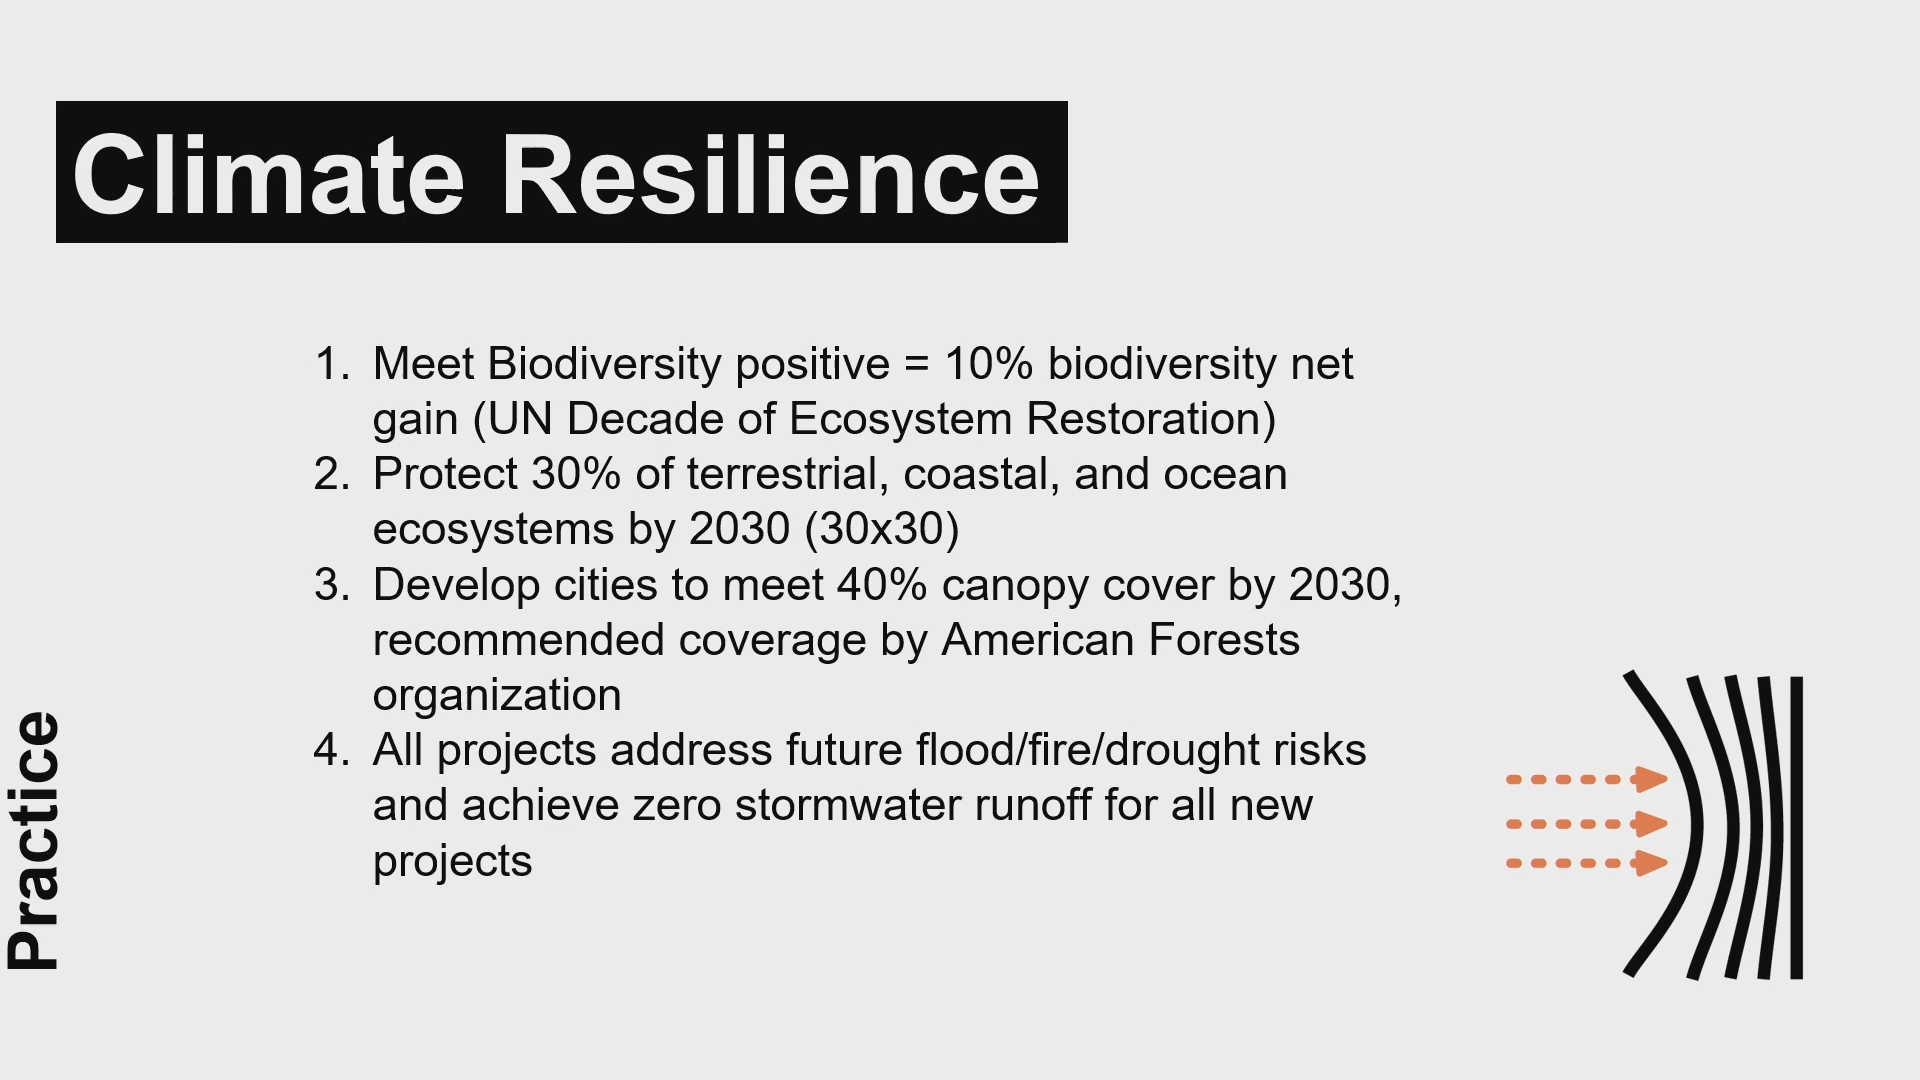 Climate Resilience
1. Meet Biodiversity positive = 10% biodiversity net
gain (UN Decade of Ecosystem Restoration)
2. Protect 30% of terrestrial, coastal, and ocean
ecosystems by 2030 (30x30)
3. Develop cities to meet 40% canopy cover by 2030,
recommended coverage by American Forests
organization
4. All projects address future flood/fire/drought risks
and achieve zero stormwater runoff for all new
projects
Practice